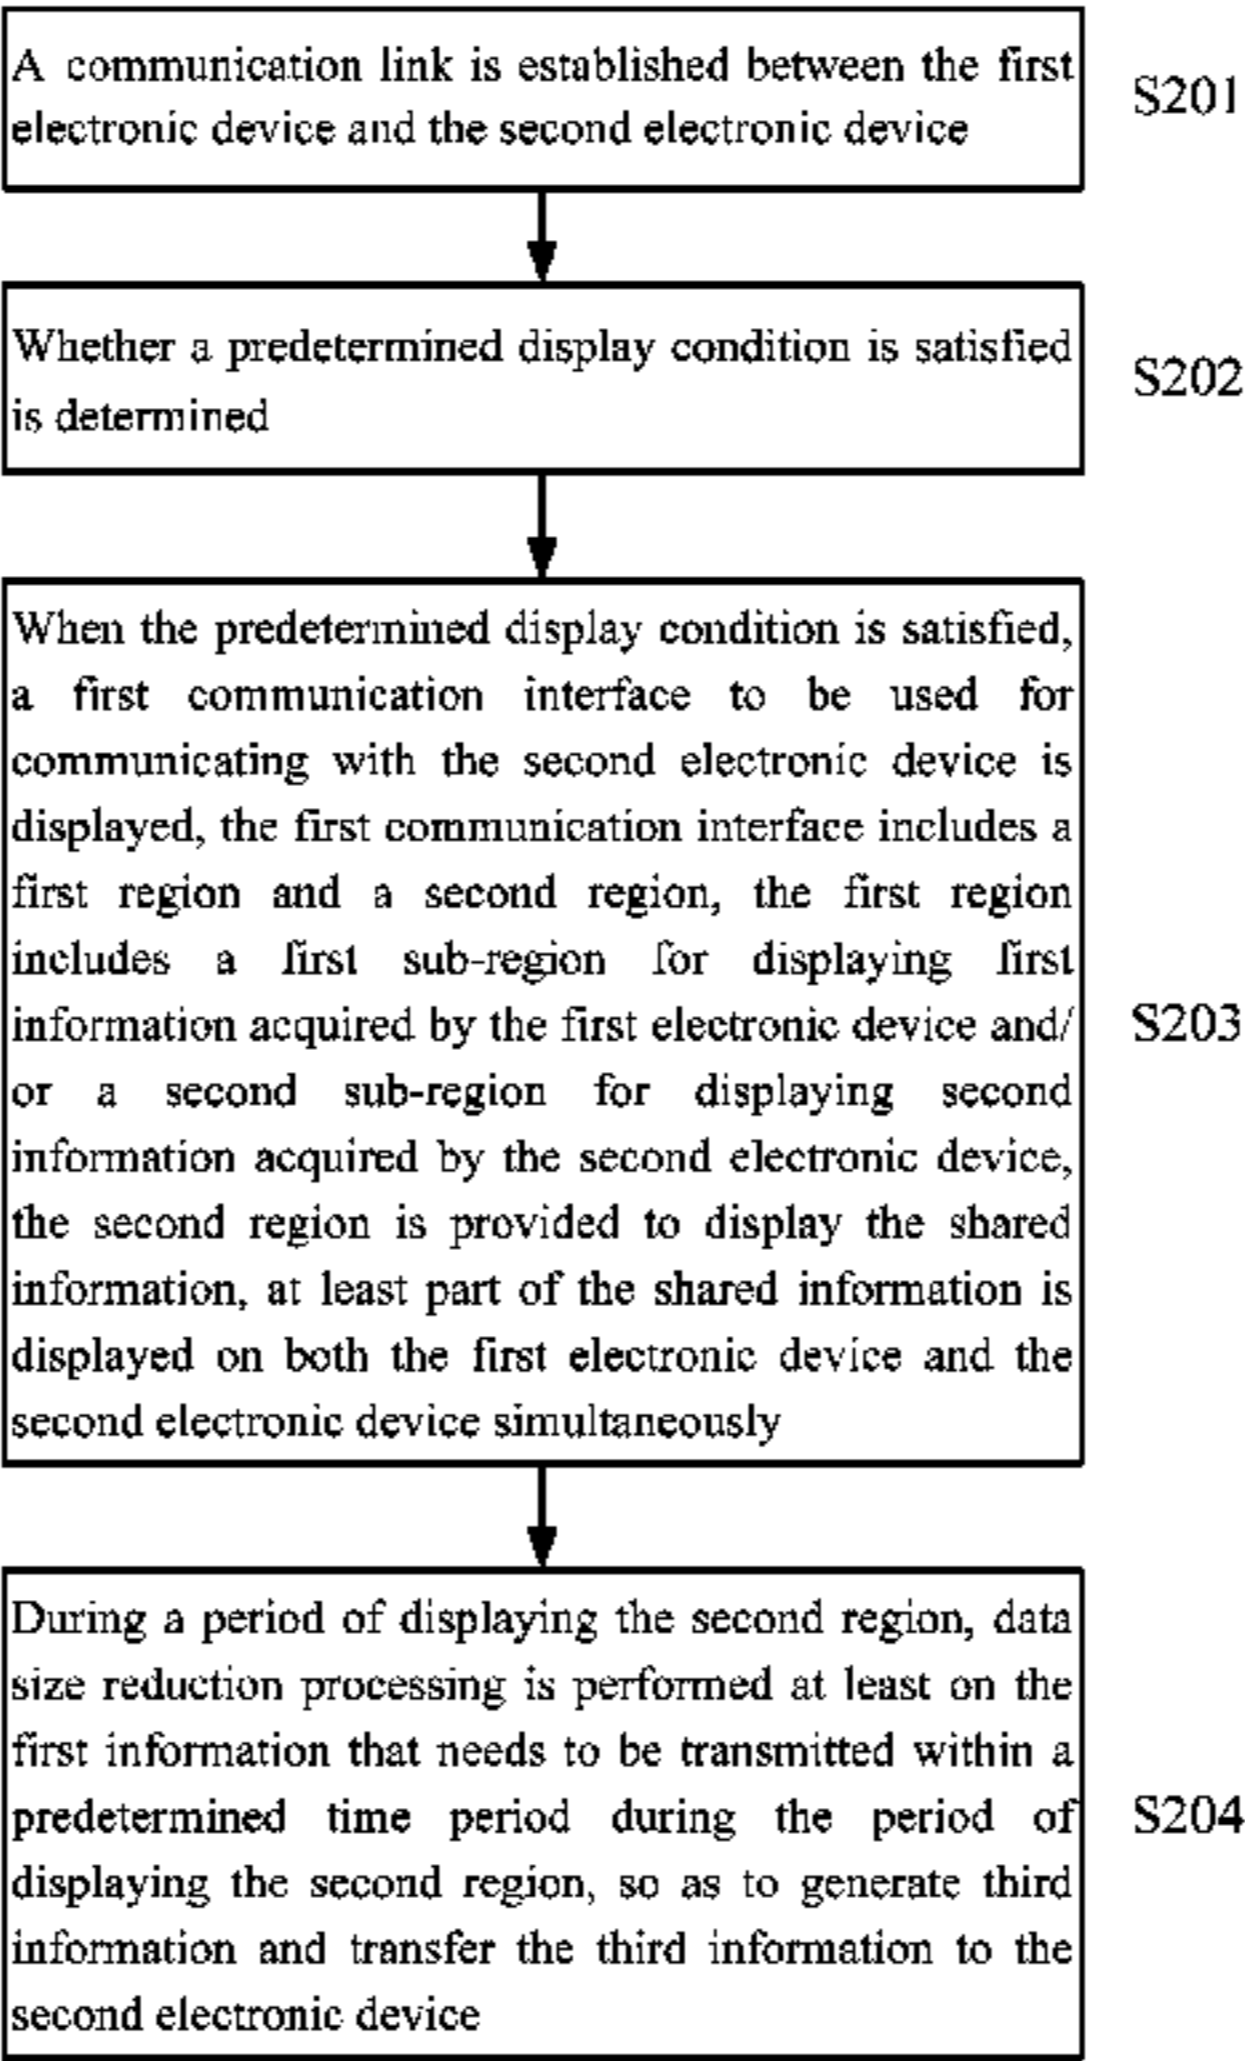 A communication link is established between the first
electronic device and the second electronic device
S201
Whether a predetermined display condition is satisfied
is determined
S202
When the predetermined display condition is satisfied,
a first communication interface to be used for
communicating with the second electronic device is
displayed, the first communication interface includes a
first region and a second region, the first region
includes a first sub-region for displaying first
information acquired by the first electronic device and/
or a second sub-region for displaying second
information acquired by the second electronic device,
the second region is provided to display the shared
information, at least part of the shared information is
displayed on both the first electronic device and the
second electronic device simultaneously
S203
During a period of displaying the second region, data
size reduction processing is performed at least on the
first information that needs to be transmitted within a
predetermined time period during the period of
displaying the second region, so as to generate third
information and transfer the third information to the
second electronic device
S204